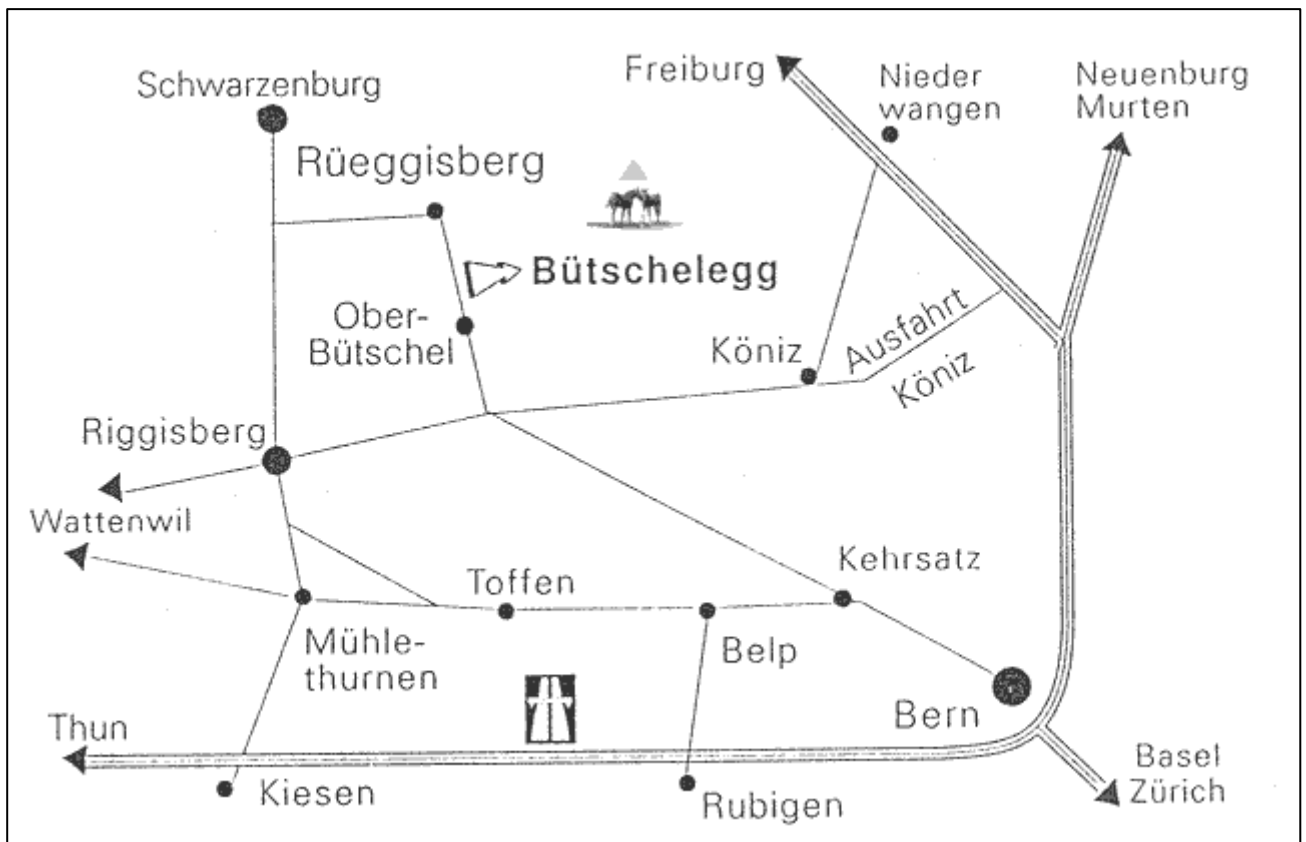 Schwarzenburg
Freiburg
Nieder
wangen
Neuenburg
Murten
Rüeggisberg
Bütschelegg
Ober-
Bütschel
Köniz
Ausfahrt
Köniz
Riggisberg
Wattenwil
Kehrsatz
Toffen
Mühle-
thurnen
Belp
Bern
Thun
Kiesen
Rubigen
Basel
Zürich